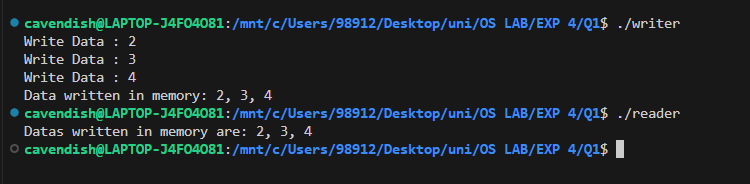 cavendish@LAPTOP-J4FO4O81:/mnt/c/Users/98912/Desktop/uni/OS LAB/EXP 4/Q1$ ./writer
Write Data : 2
Write Data : 3
Write Data : 4
Data written in memory: 2, 3, 4
cavendish@LAPTOP-J4FO4O81:/mnt/c/Users/98912/Desktop/uni/OS LAB/EXP 4/Q1$ ./reader
Datas written in memory are: 2, 3, 4
cavendish@LAPTOP-J4FO4O81:/mnt/c/Users/98912/Desktop/uni/OS LAB/EXP 4/Q1$